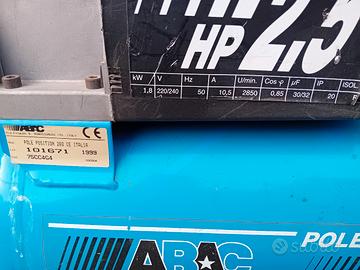 HP 2,5
kW V Hz A U/min. Cos φ μF IP ISOL
1,8 220/240 50 10,5 2850 0,85 30/32 20
ABAC CE
POLE POSITION 200 CE ITALIA
101671 1999
75CC4G4
POLE
ABAC
subito